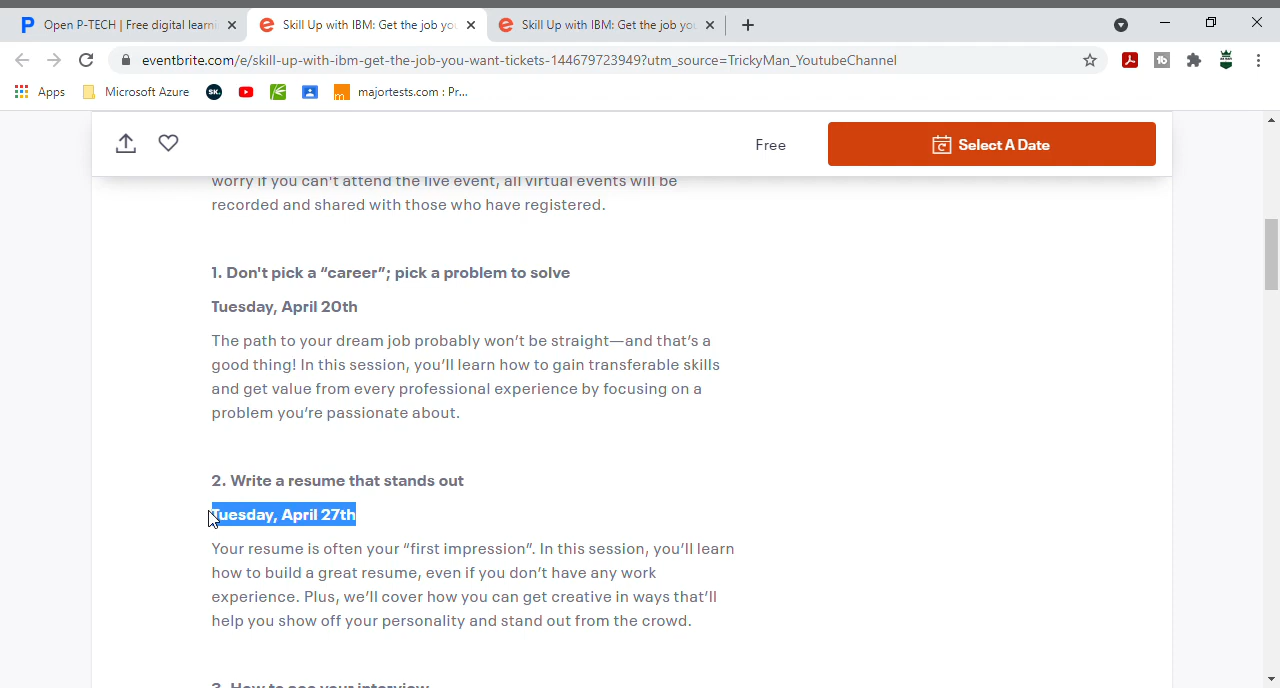 Open P-TECH | Free digital learni
Skill Up with IBM: Get the job you
Skill Up with IBM: Get the job you
eventbrite.com/e/skill-up-with-ibm-get-the-job-you-want-tickets-144679723949?utm_source=TrickyMan_YoutubeChannel
Apps
Microsoft Azure
SK.
m
majortests.com : Pr...
Free
Select A Date
worry if you can't attend the live event, all virtual events will be
recorded and shared with those who have registered.
1. Don't pick a “career”; pick a problem to solve
Tuesday, April 20th
The path to your dream job probably won’t be straight—and that’s a
good thing! In this session, you’ll learn how to gain transferable skills
and get value from every professional experience by focusing on a
problem you’re passionate about.
2. Write a resume that stands out
Tuesday, April 27th
Your resume is often your “first impression”. In this session, you’ll learn
how to build a great resume, even if you don’t have any work
experience. Plus, we’ll cover how you can get creative in ways that’ll
help you show off your personality and stand out from the crowd.
3. How to ace your interview